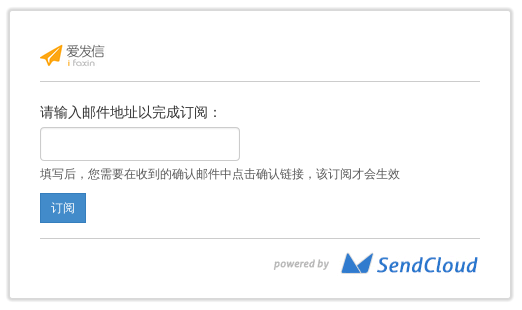 爱发信
i faxin
请输入邮件地址以完成订阅：
填写后，您需要在收到的确认邮件中点击确认链接，该订阅才会生效
订阅
powered by SendCloud